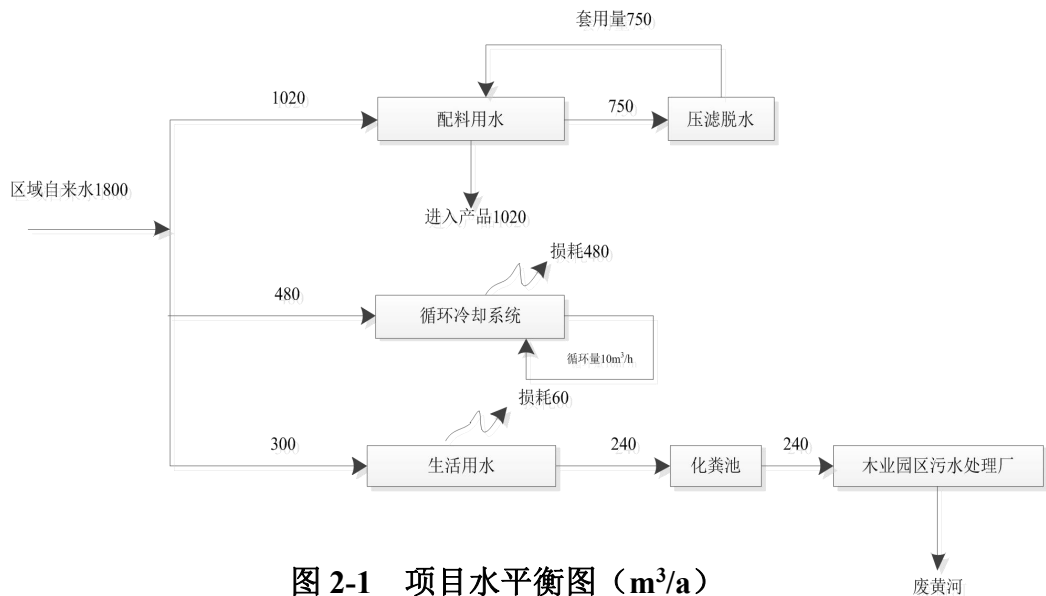 套用量750
1020
配料用水
750
压滤脱水
区域自来水1800
进入产品1020
损耗480
480
循环冷却系统
循环量10m³/h
损耗60
300
生活用水
240
化粪池
240
木业园区污水处理厂
废黄河
图 2-1 项目水平衡图（m³/a）